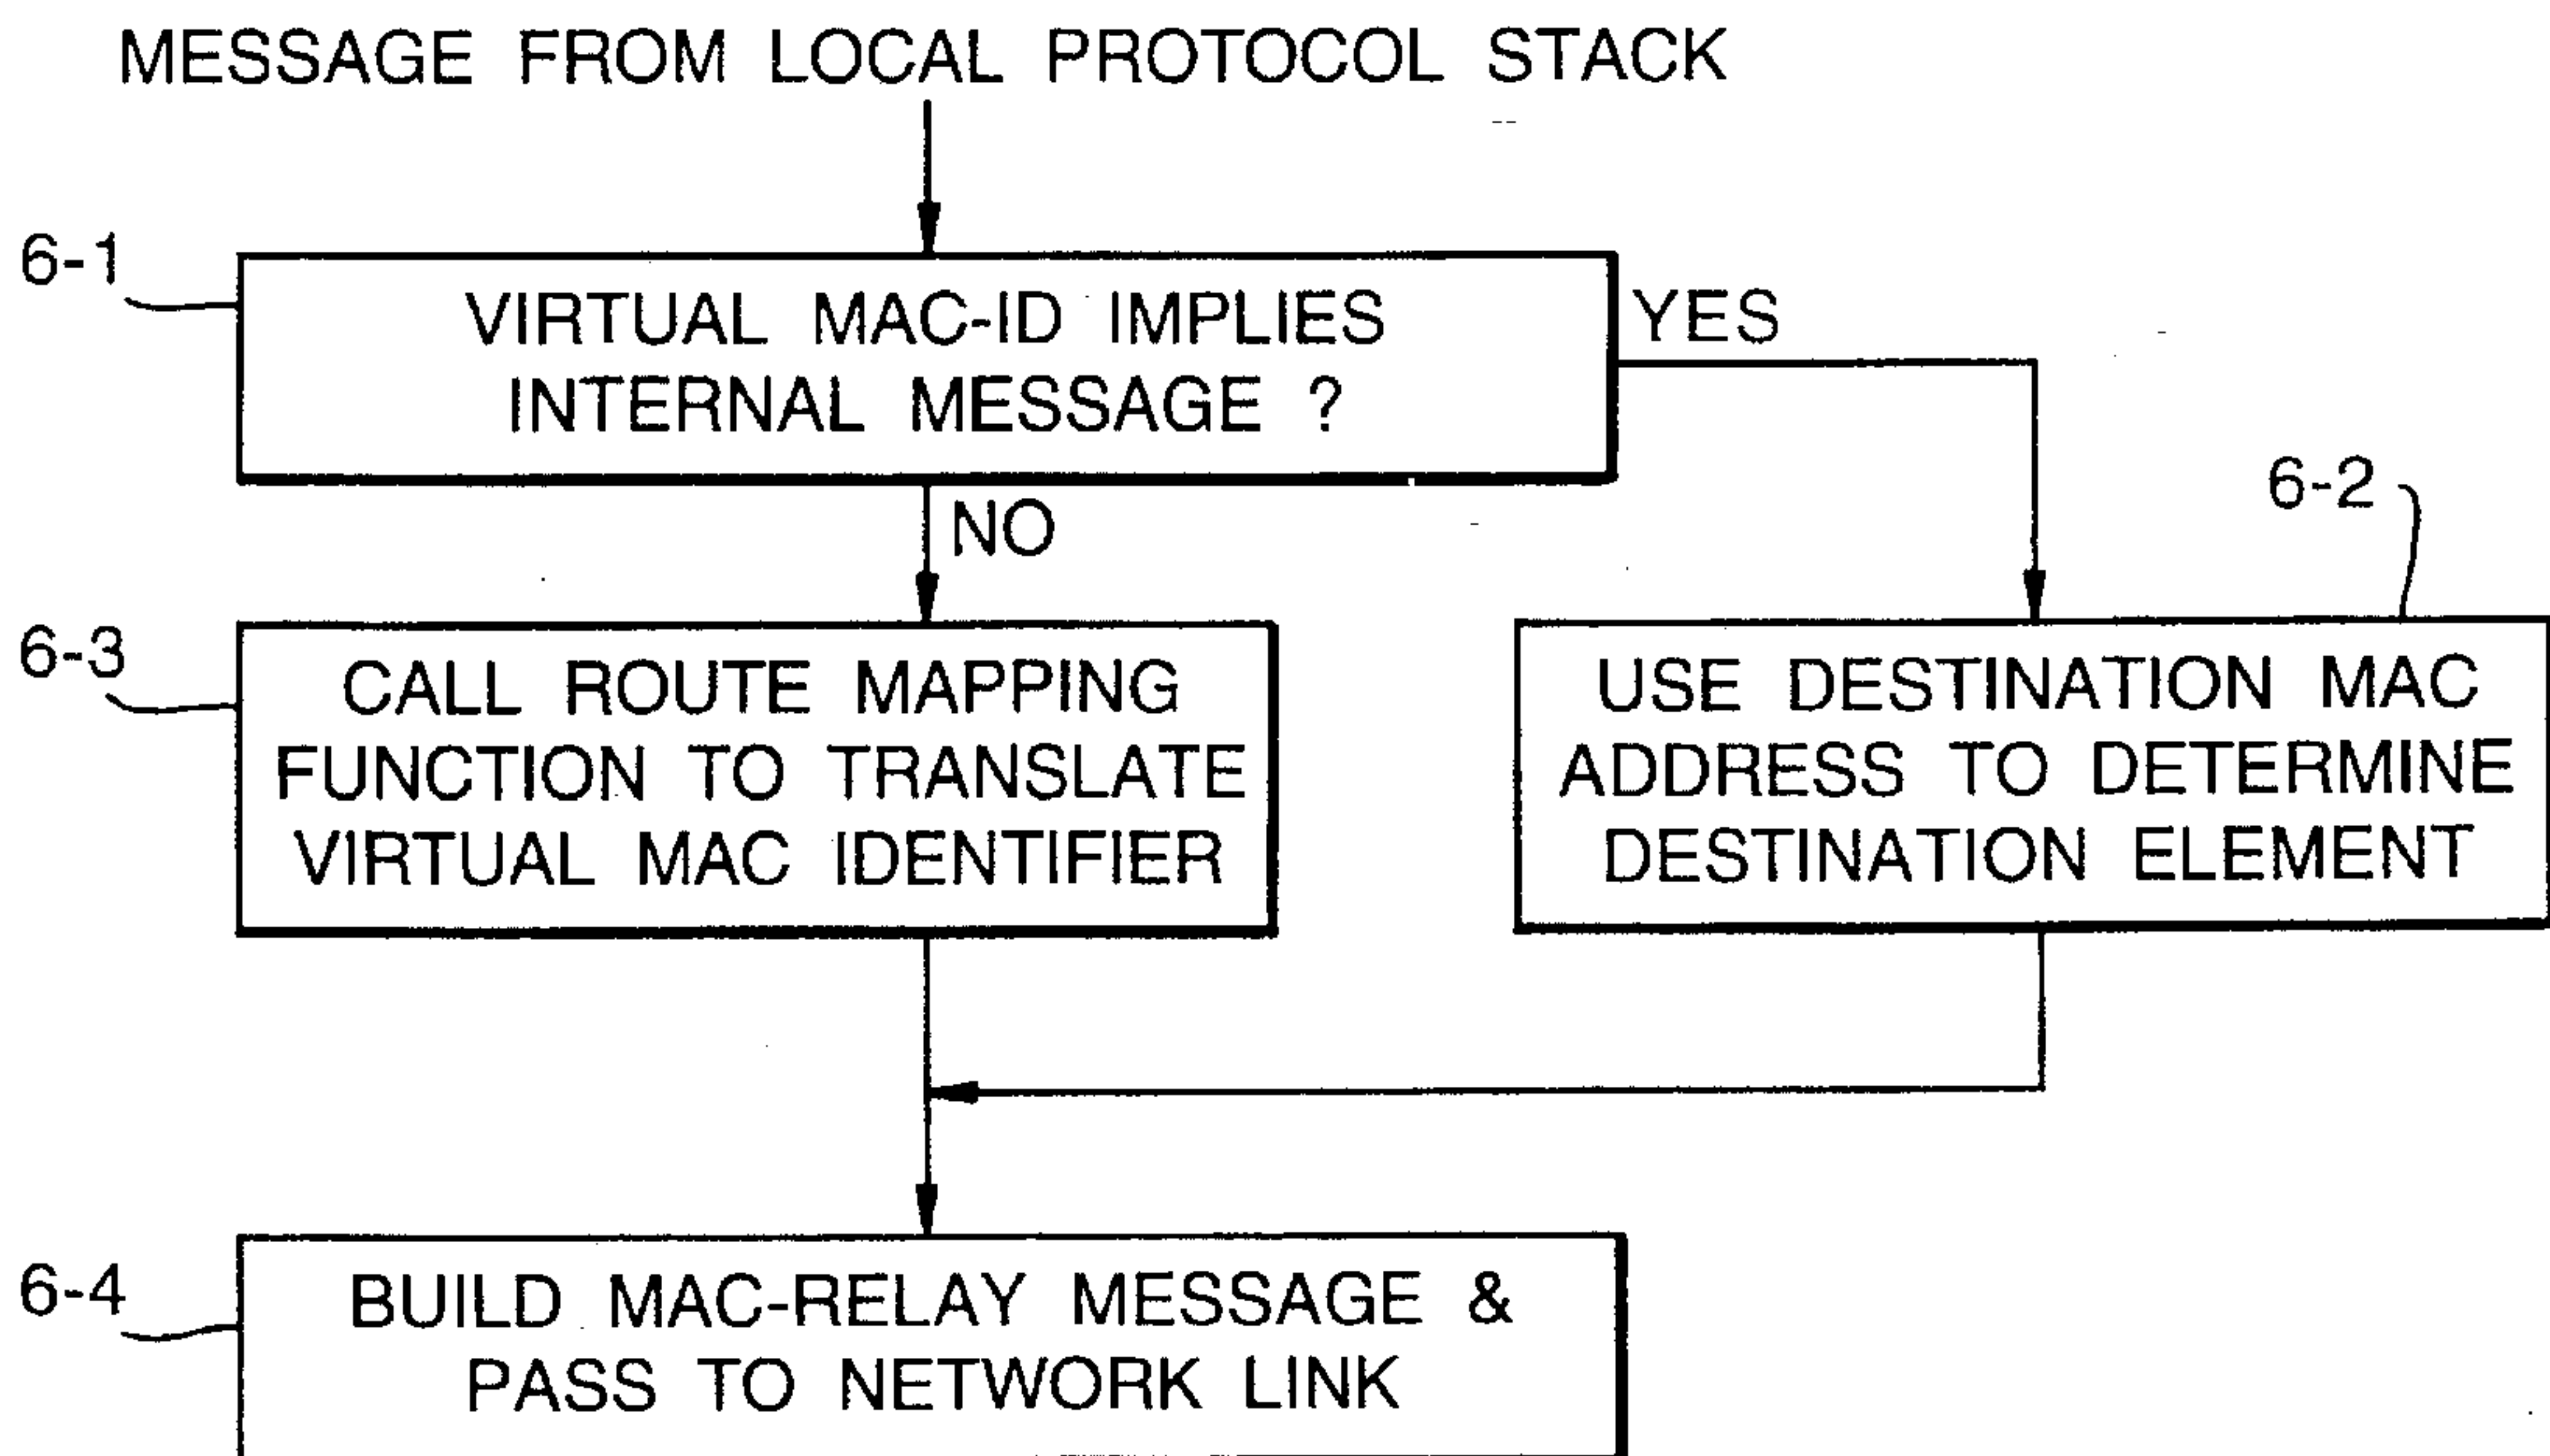 MESSAGE FROM LOCAL PROTOCOL STACK
6-1
VIRTUAL MAC-ID IMPLIES
INTERNAL MESSAGE ?
YES
NO
6-2
6-3
CALL ROUTE MAPPING
FUNCTION TO TRANSLATE
VIRTUAL MAC IDENTIFIER
USE DESTINATION MAC
ADDRESS TO DETERMINE
DESTINATION ELEMENT
6-4
BUILD MAC-RELAY MESSAGE &
PASS TO NETWORK LINK